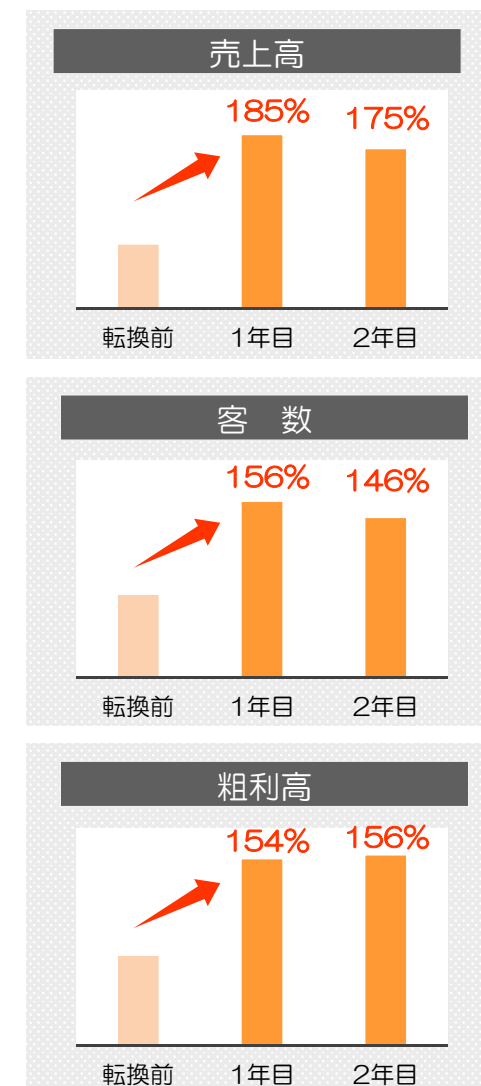 売上高
185% 175%
転換前 1年目 2年目
客　数
156% 146%
転換前 1年目 2年目
粗利高
154% 156%
転換前 1年目 2年目